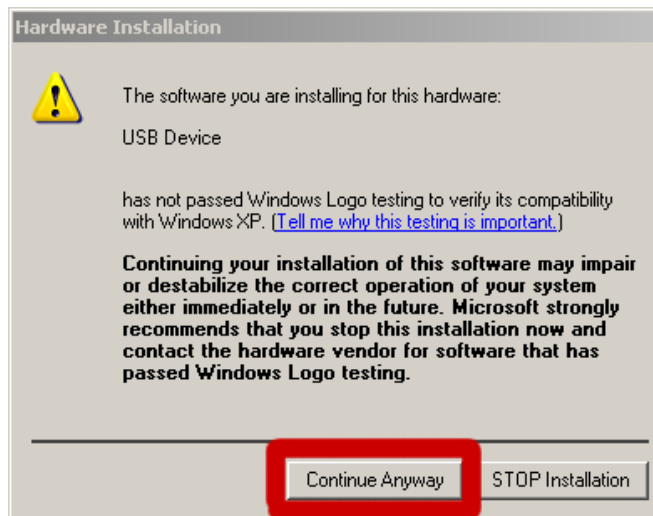 Hardware Installation
The software you are installing for this hardware:
USB Device
has not passed Windows Logo testing to verify its compatibility
with Windows XP. (Tell me why this testing is important.)
Continuing your installation of this software may impair
or destabilize the correct operation of your system
either immediately or in the future. Microsoft strongly
recommends that you stop this installation now and
contact the hardware vendor for software that has
passed Windows Logo testing.
Continue Anyway
STOP Installation